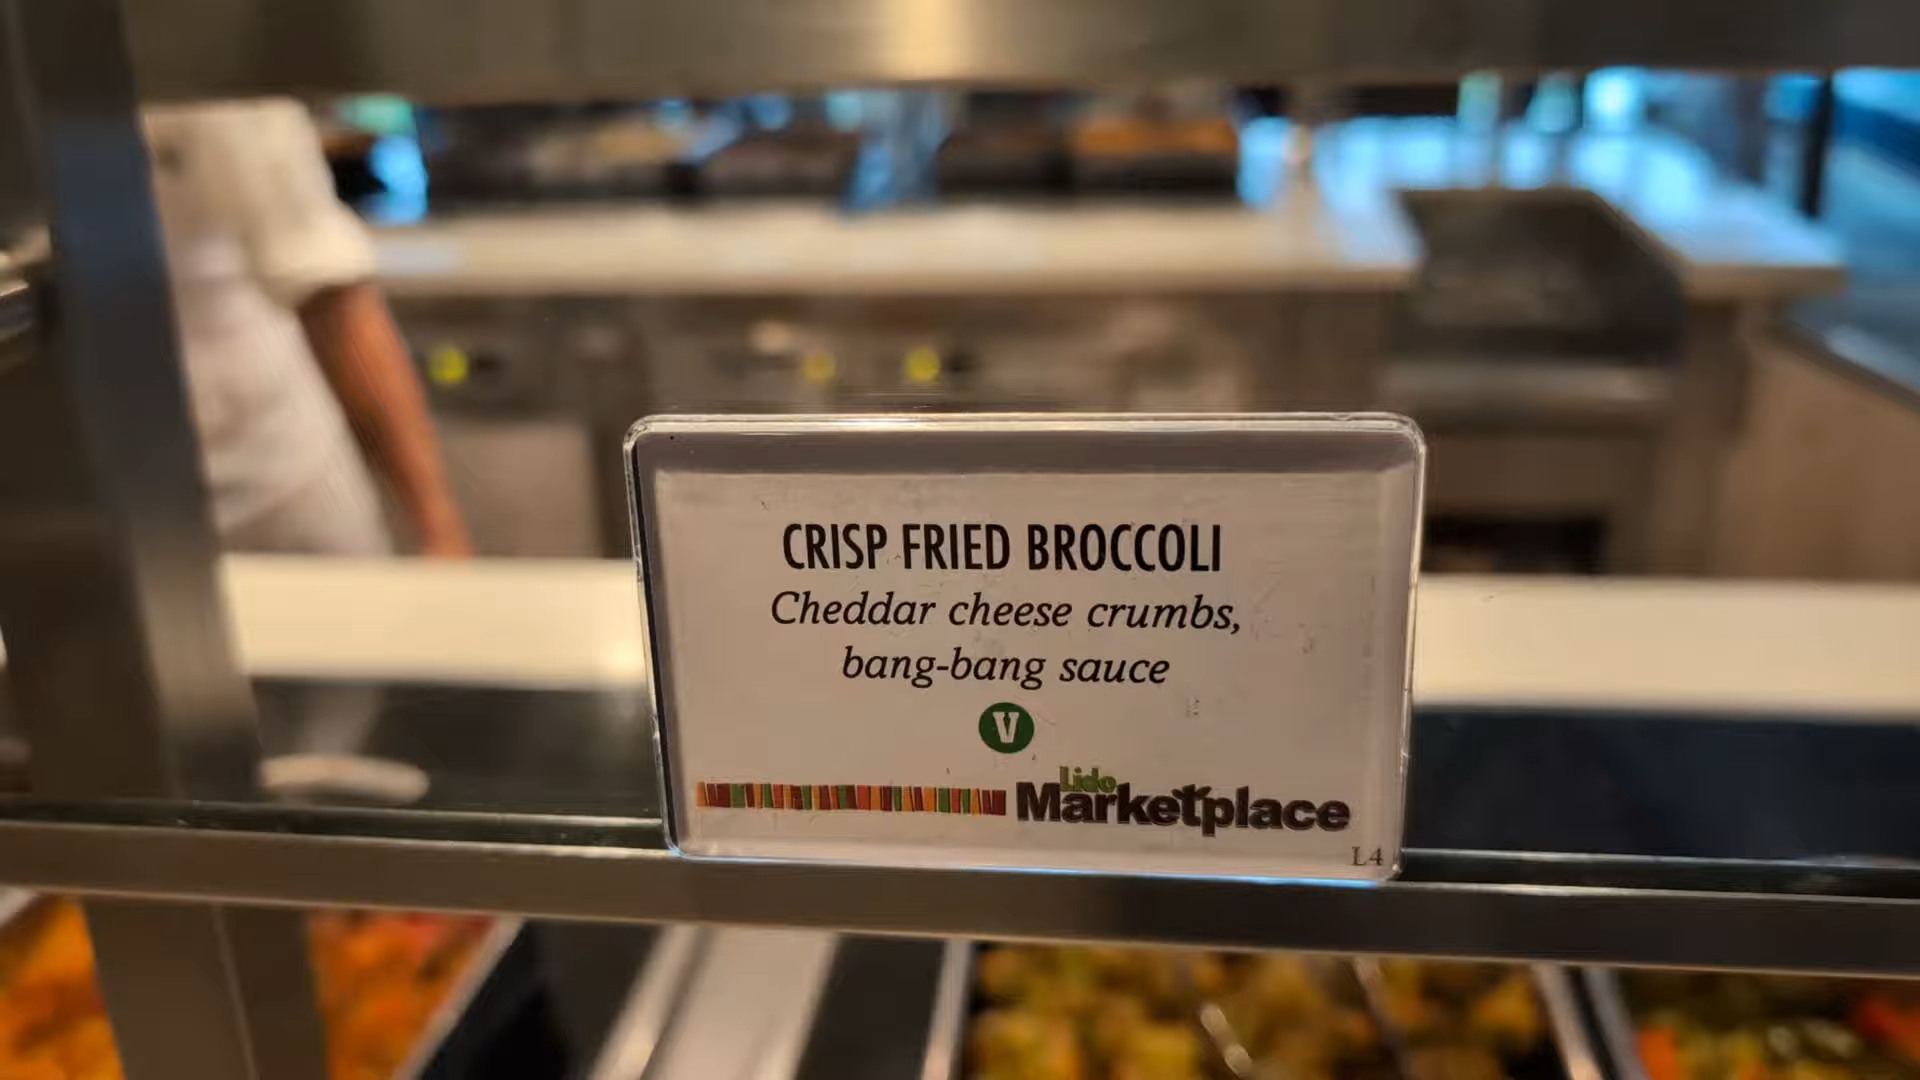 CRISP FRIED BROCCOLI
Cheddar cheese crumbs,
bang-bang sauce
V
Lido
Marketplace
L4